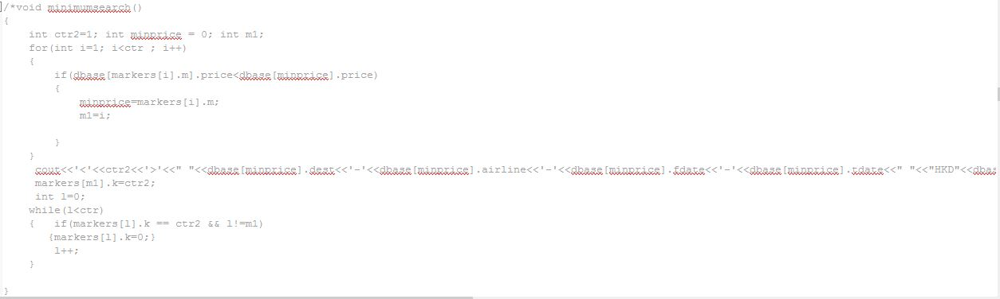 /*void minimumsearch()
{
    int ctr2=1; int minprice = 0; int m1;
    for(int i=1; i<ctr ; i++)
    {
        if(dbase[markers[i].m].price<dbase[minprice].price)
        {
            minprice=markers[i].m;
            m1=i;

        }
    }
     cout<<'<'<<ctr2<<'>'<<" "<<dbase[minprice].dest<<'-'<<dbase[minprice].airline<<'-'<<dbase[minprice].fdate<<'-'<<dbase[minprice].tdate<<" "<<"HKD"<<dbas
     markers[m1].k=ctr2;
     int l=0;
    while(l<ctr)
    {   if(markers[l].k == ctr2 && l!=m1)
       {markers[l].k=0;}
        l++;
    }

}